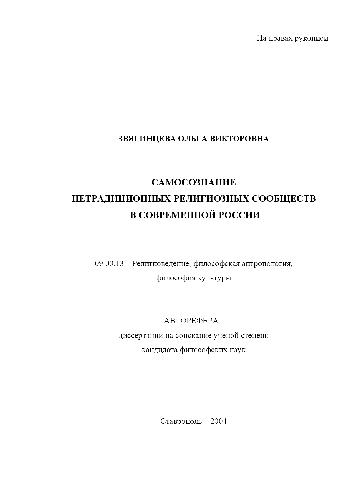 На правах рукописи
ЗВЯГИНЦЕВА ОЛЬГА ВИКТОРОВНА
САМОСОЗНАНИЕ
НЕТРАДИЦИОННЫХ РЕЛИГИОЗНЫХ СООБЩЕСТВ
В СОВРЕМЕННОЙ РОССИИ
09.00.13 – Религиоведение, философская антропология,
философия культуры
АВТОРЕФЕРАТ
диссертации на соискание ученой степени
кандидата философских наук
Ставрополь – 2004